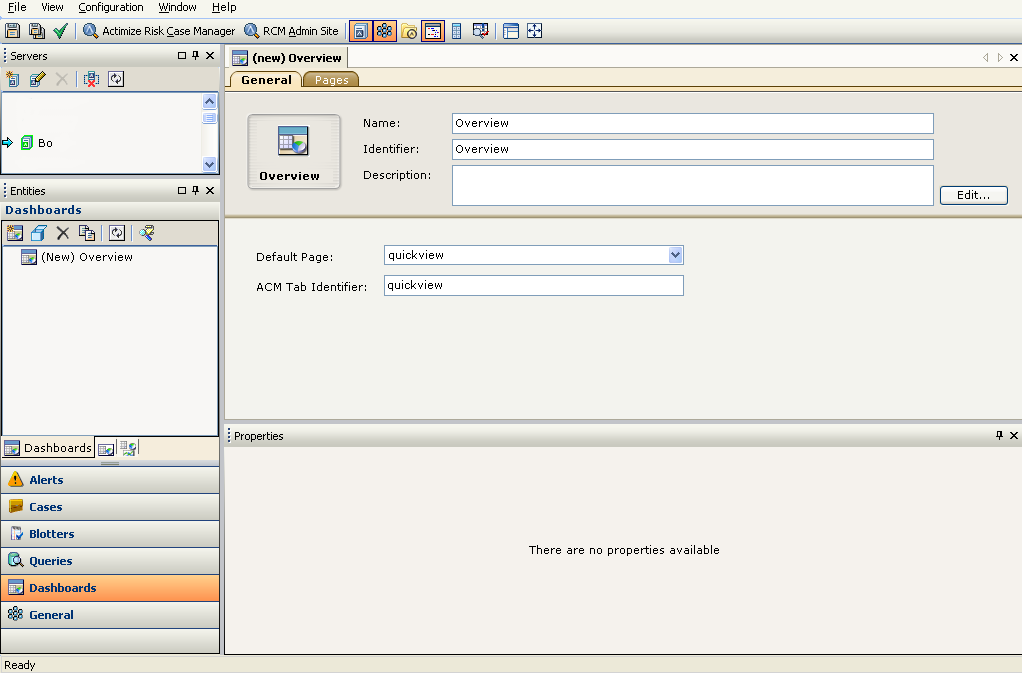 File View Configuration Window Help
Actimize Risk Case Manager RCM Admin Site
Servers
(new) Overview
General Pages
Bo
Name: Overview
Identifier: Overview
Description:
Overview
Edit...
Entities
Dashboards
(New) Overview
Default Page: quickview
ACM Tab Identifier: quickview
Dashboards
Properties
There are no properties available
Alerts
Cases
Blotters
Queries
Dashboards
General
Ready